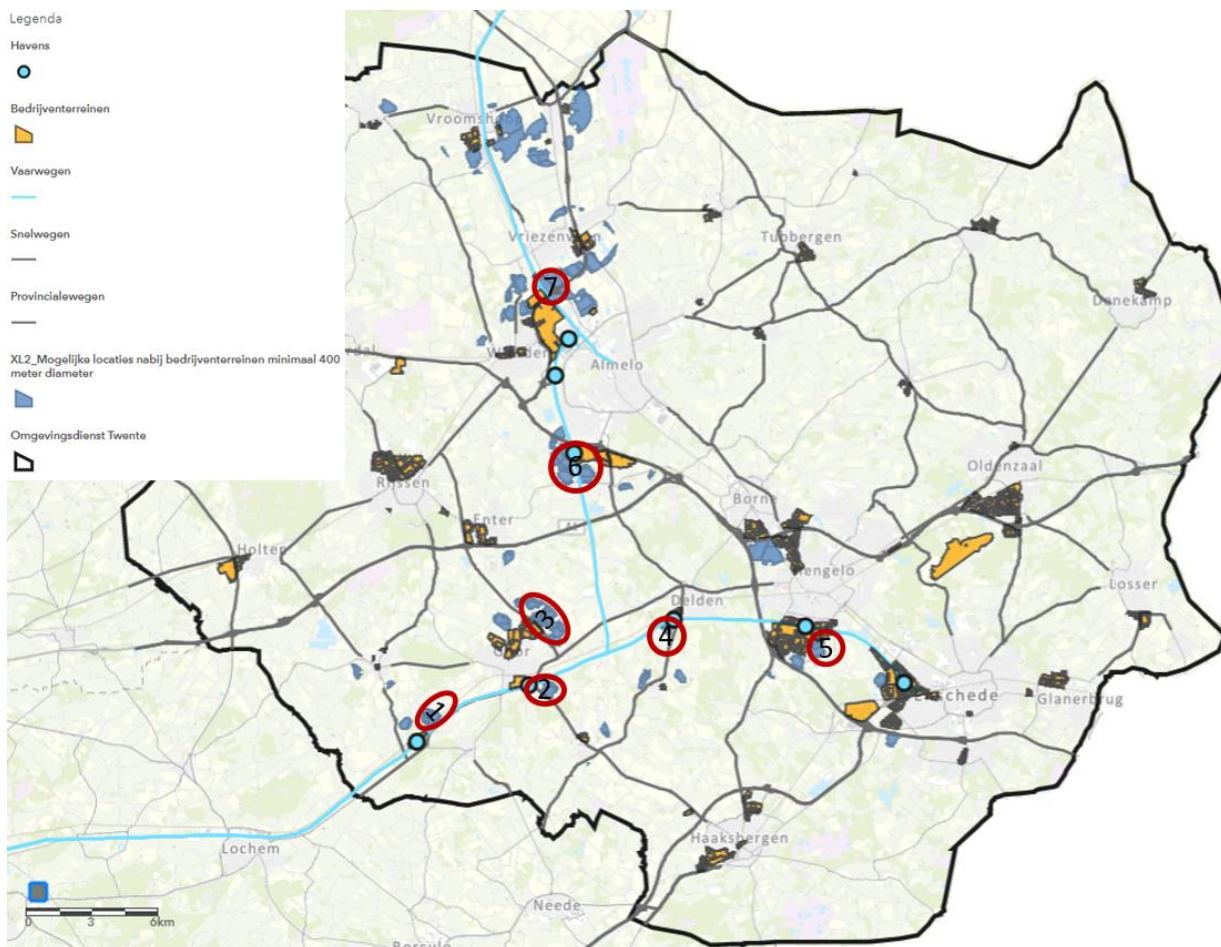 Legenda
Havens
Bedrijventerreinen
Vaarwegen
Snelwegen
Provincialewegen
XL2_Mogelijke locaties nabij bedrijventerreinen minimaal 400
meter diameter
Omgevingsdienst Twente
Vroomshoop
Vriezenveen
Tubbergen
Denekamp
7
Wierden
Almelo
6
Rijssen
Oldenzaal
Borne
Enter
Holten
Hengelo
Losser
Delden
3
4
5
Goor
2
1
Enschede
Glanerbrug
Haaksbergen
Lochem
Neede
Borculo
0 3 6km